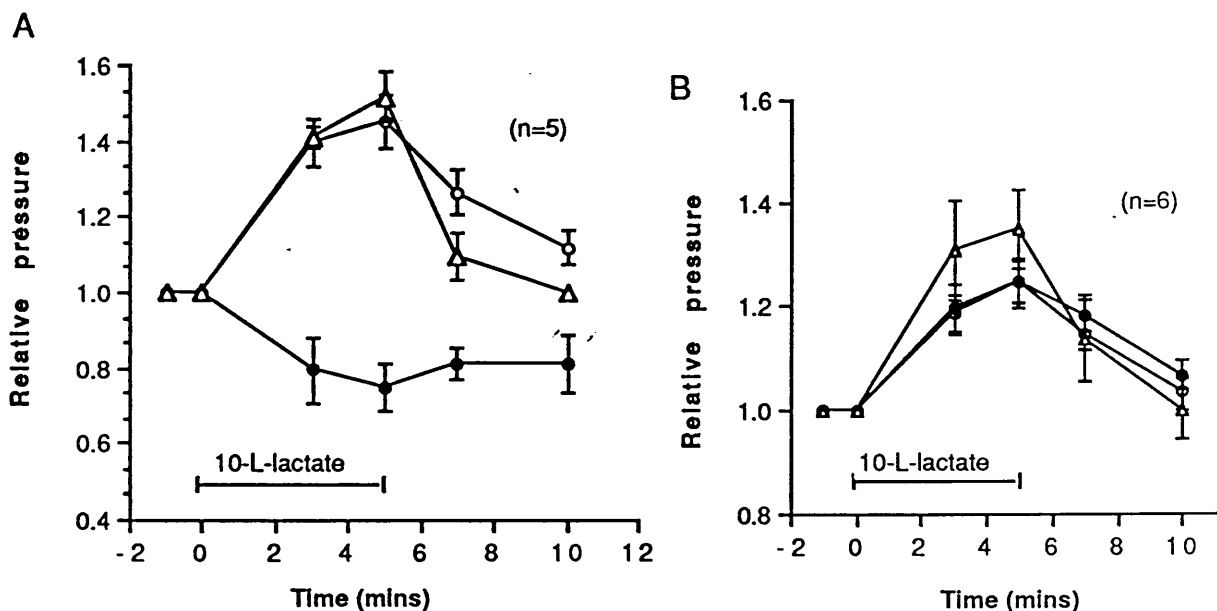 A
1.6
1.4
1.2
1.0
0.8
0.6
0.4
Relative pressure
(n=5)
10-L-lactate
-2
0
2
4
6
8
10
12
Time (mins)
B
1.6
1.4
1.2
1.0
0.8
Relative pressure
(n=6)
10-L-lactate
-2
0
2
4
6
8
10
Time (mins)